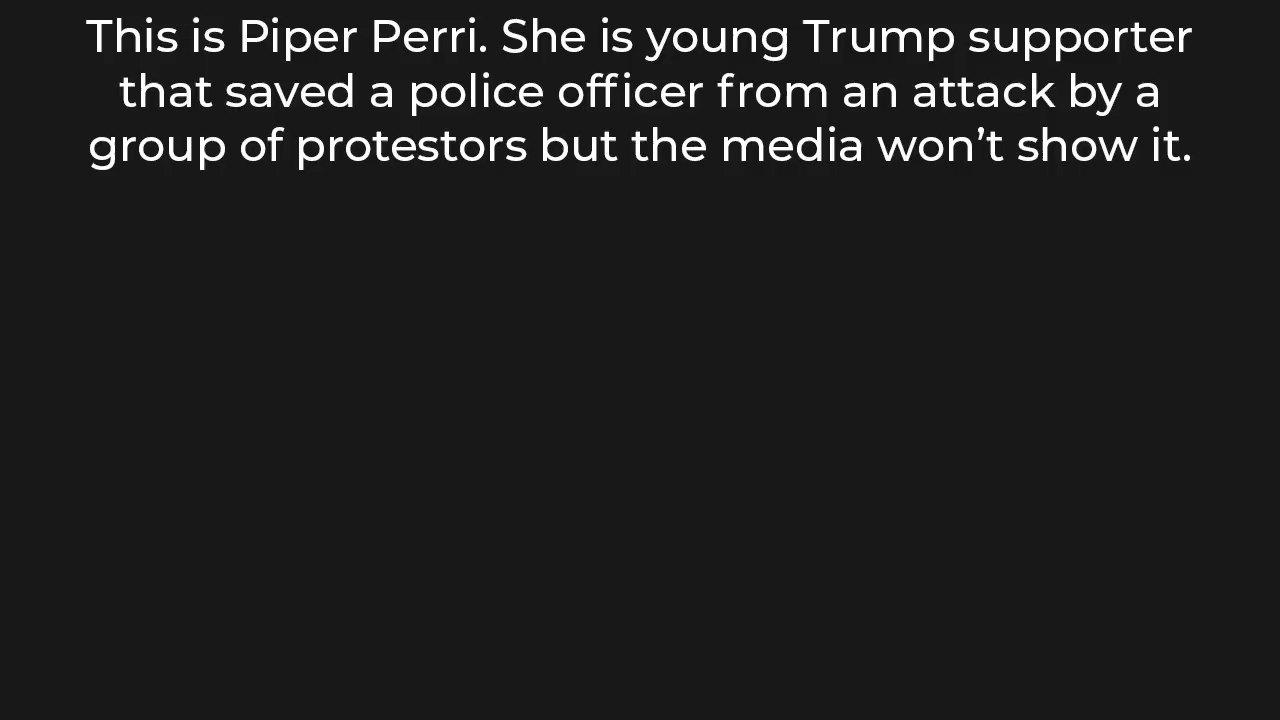 This is Piper Perri. She is young Trump supporter
that saved a police officer from an attack by a
group of protestors but the media won’t show it.